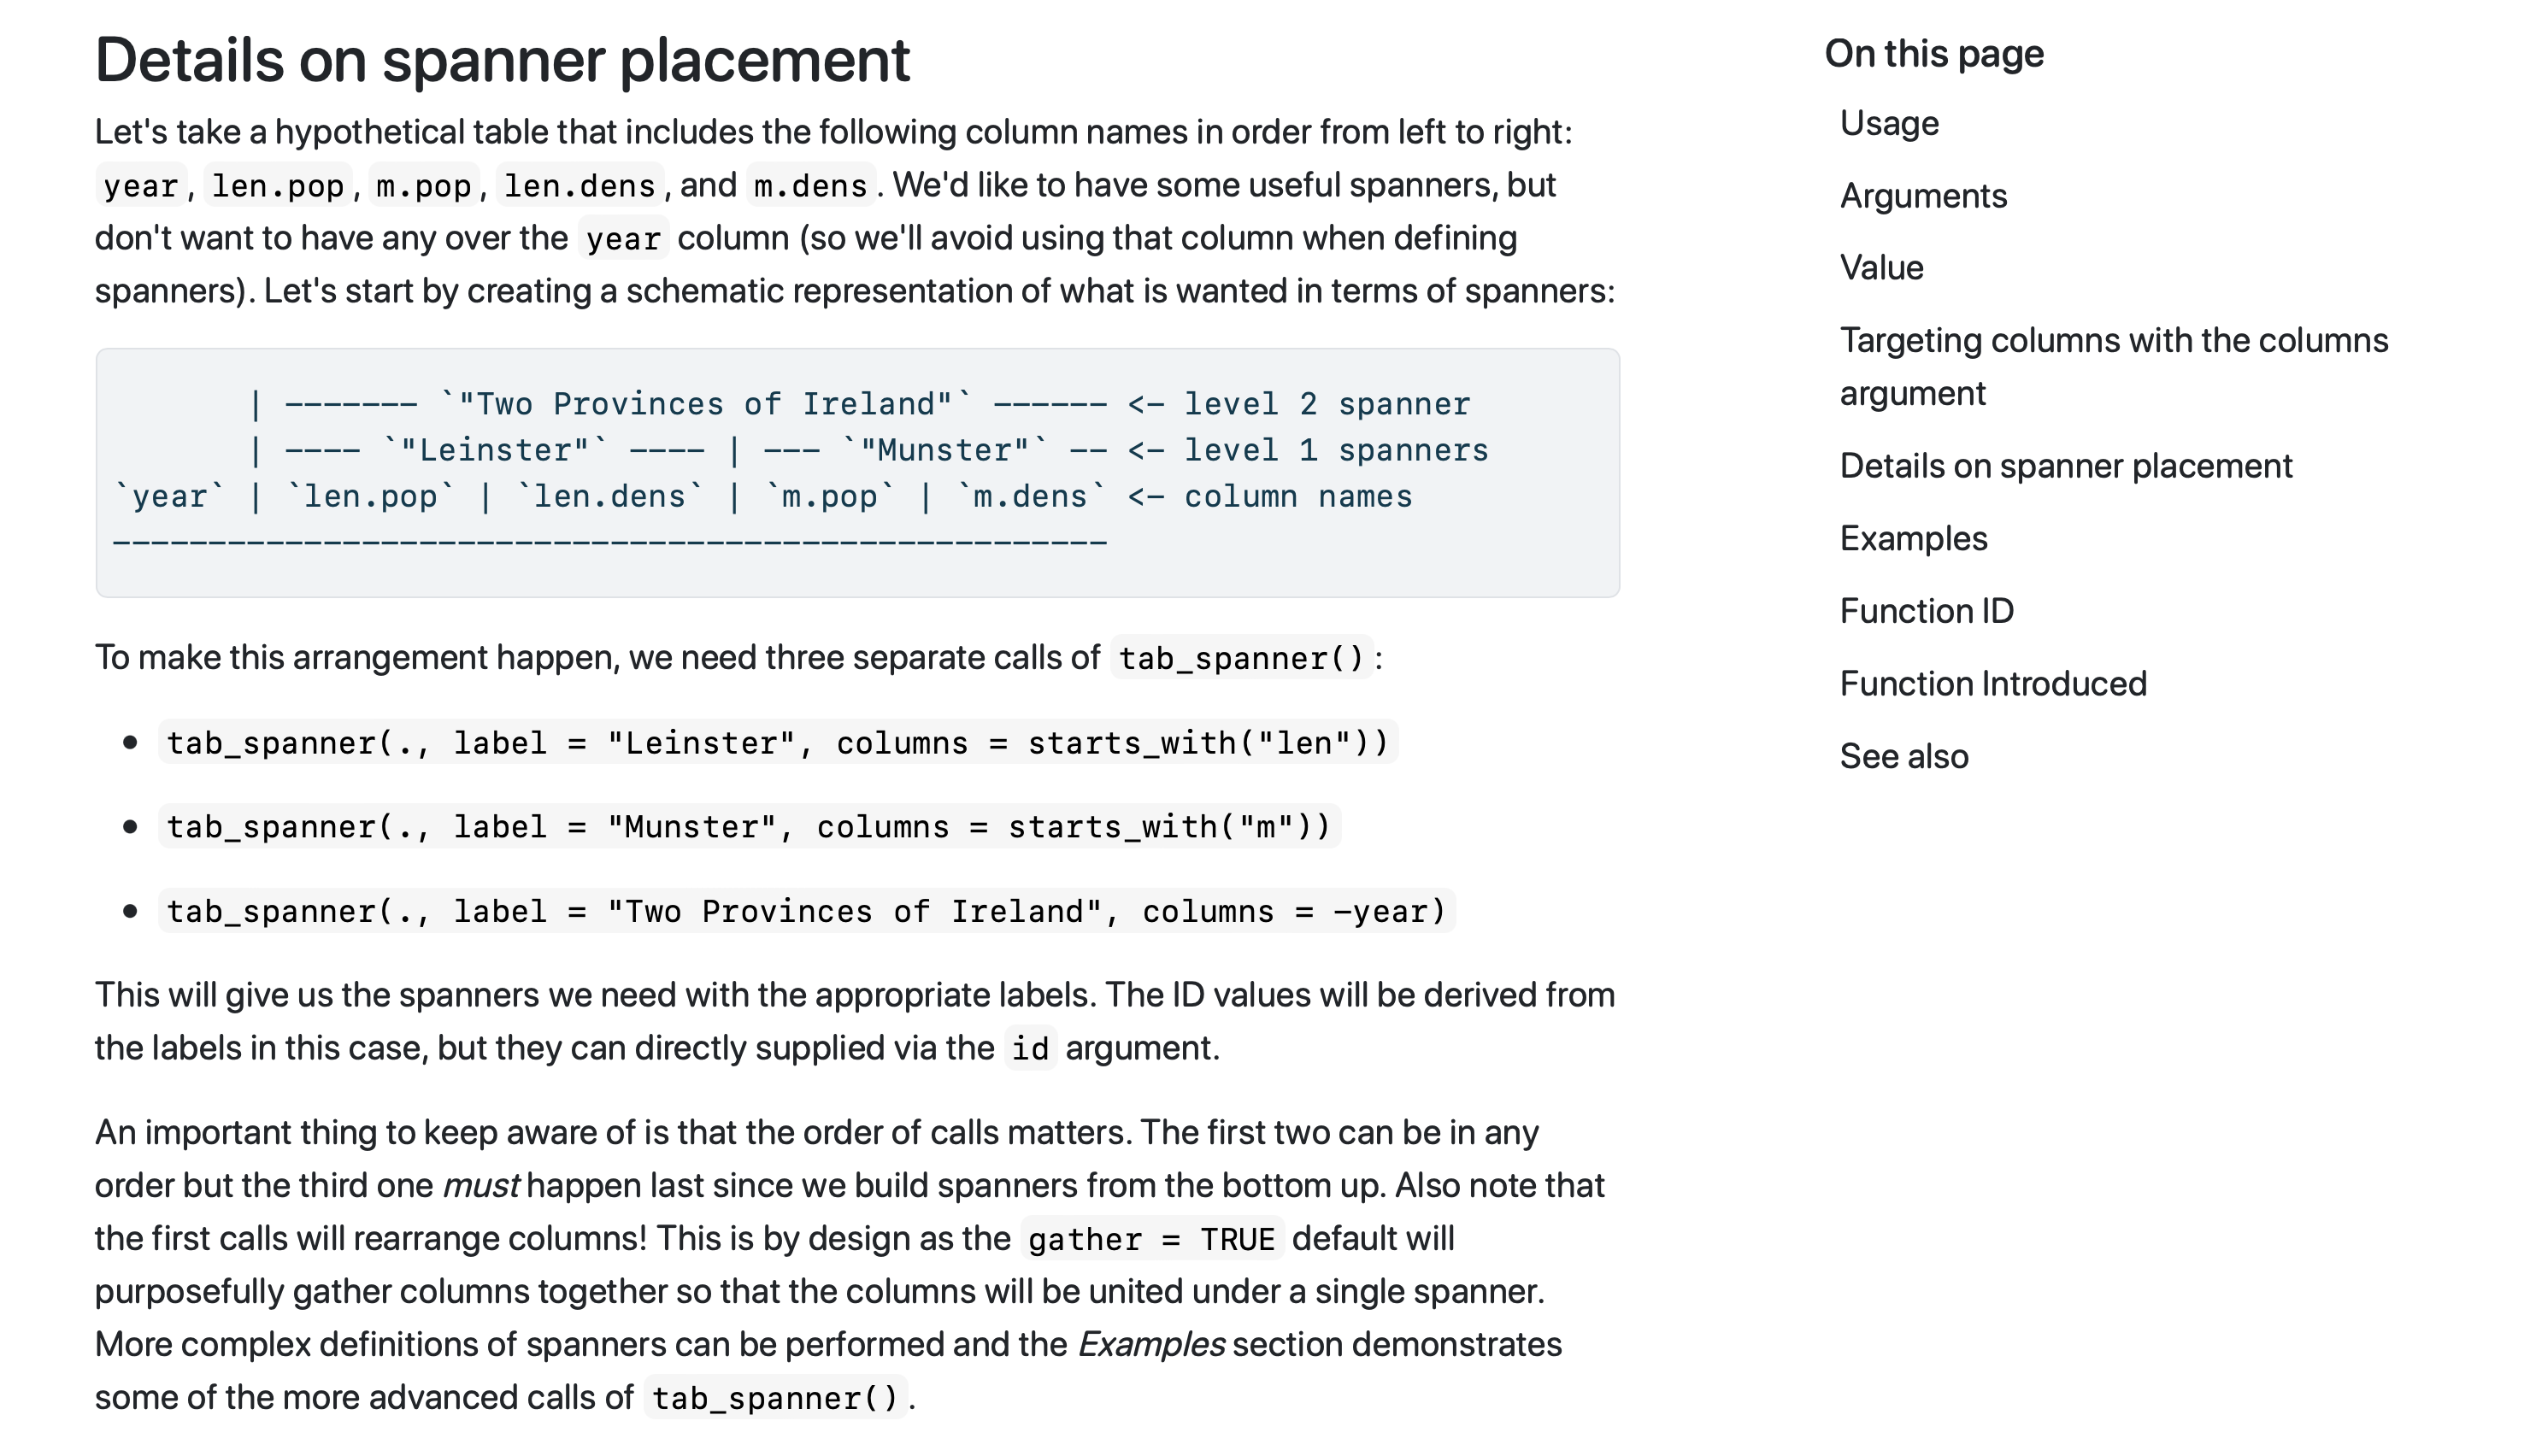 Details on spanner placement
Let's take a hypothetical table that includes the following column names in order from left to right:
year, len.pop, m.pop, len.dens, and m.dens. We'd like to have some useful spanners, but
don't want to have any over the year column (so we'll avoid using that column when defining
spanners). Let's start by creating a schematic representation of what is wanted in terms of spanners:
       | ------- `"Two Provinces of Ireland"` ------ <- level 2 spanner
       | ---- `"Leinster"` ---- | --- `"Munster"` -- <- level 1 spanners
`year` | `len.pop` | `len.dens` | `m.pop` | `m.dens` <- column names
----------------------------------------------------
To make this arrangement happen, we need three separate calls of tab_spanner():
• tab_spanner(., label = "Leinster", columns = starts_with("len"))
• tab_spanner(., label = "Munster", columns = starts_with("m"))
• tab_spanner(., label = "Two Provinces of Ireland", columns = -year)
This will give us the spanners we need with the appropriate labels. The ID values will be derived from
the labels in this case, but they can directly supplied via the id argument.
An important thing to keep aware of is that the order of calls matters. The first two can be in any
order but the third one must happen last since we build spanners from the bottom up. Also note that
the first calls will rearrange columns! This is by design as the gather = TRUE default will
purposefully gather columns together so that the columns will be united under a single spanner.
More complex definitions of spanners can be performed and the Examples section demonstrates
some of the more advanced calls of tab_spanner().
On this page
Usage
Arguments
Value
Targeting columns with the columns
argument
Details on spanner placement
Examples
Function ID
Function Introduced
See also